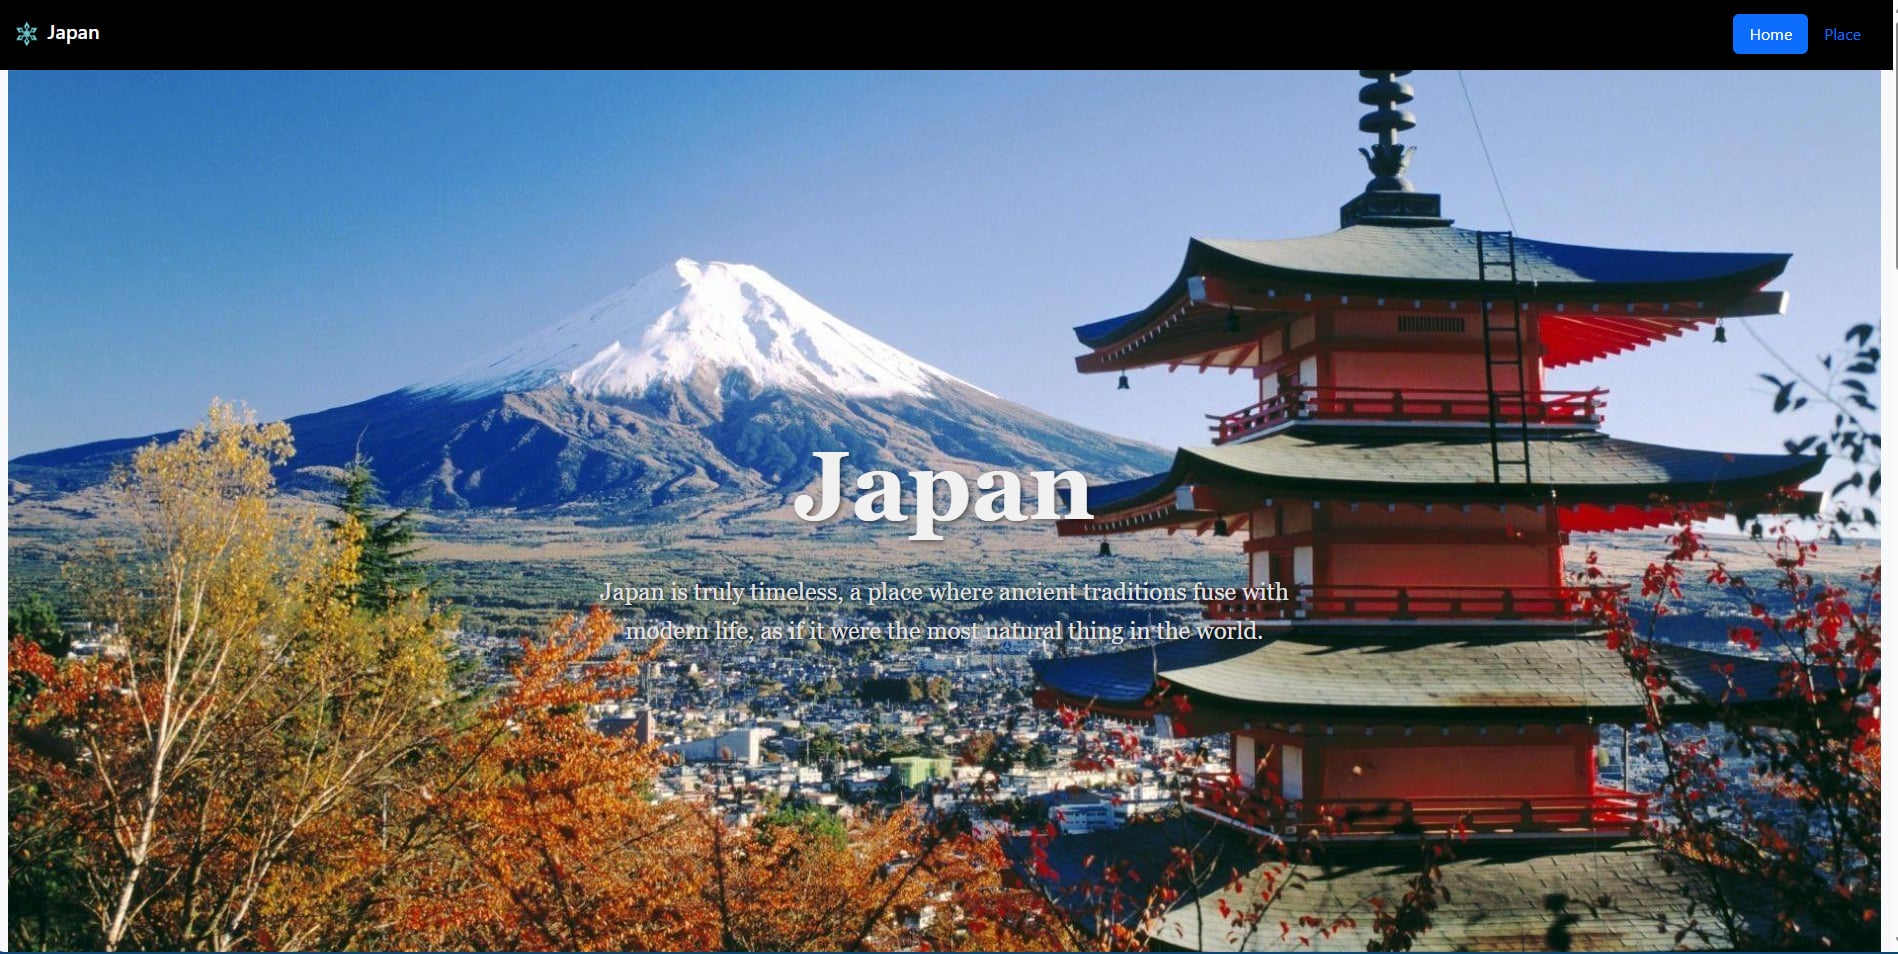 Japan
Home
Place
Japan
Japan is truly timeless, a place where ancient traditions fuse with
modern life, as if it were the most natural thing in the world.